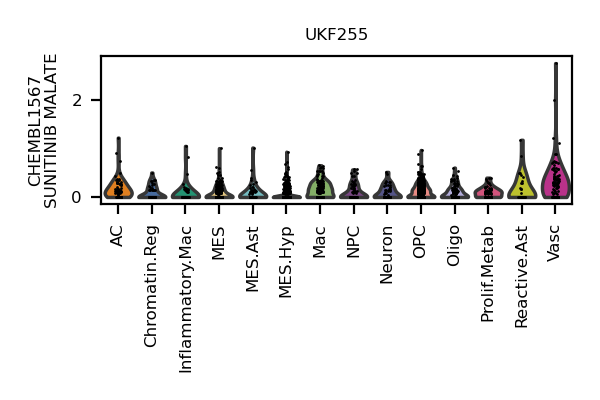 UKF255
CHEMBL1567
SUNITINIB MALATE
2
0
AC
Chromatin.Reg
Inflammatory.Mac
MES
MES.Ast
MES.Hyp
Mac
NPC
Neuron
OPC
Oligo
Prolif.Metab
Reactive.Ast
Vasc